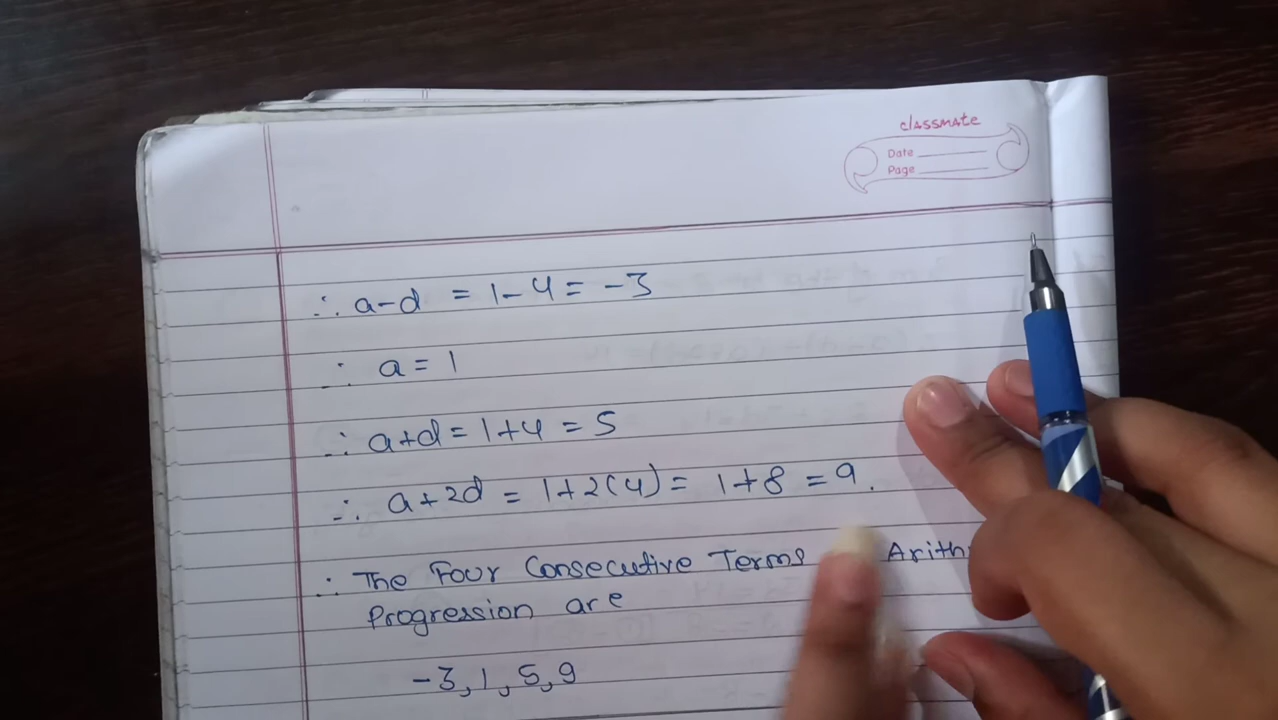 classmate
Date
Page
∴ a-d = 1-4 = -3
∴ a = 1
∴ a+d = 1+4 = 5
∴ a+2d = 1+2(4) = 1+8 = 9.
∴ The Four Consecutive Terms
Progression are
-3, 1, 5, 9